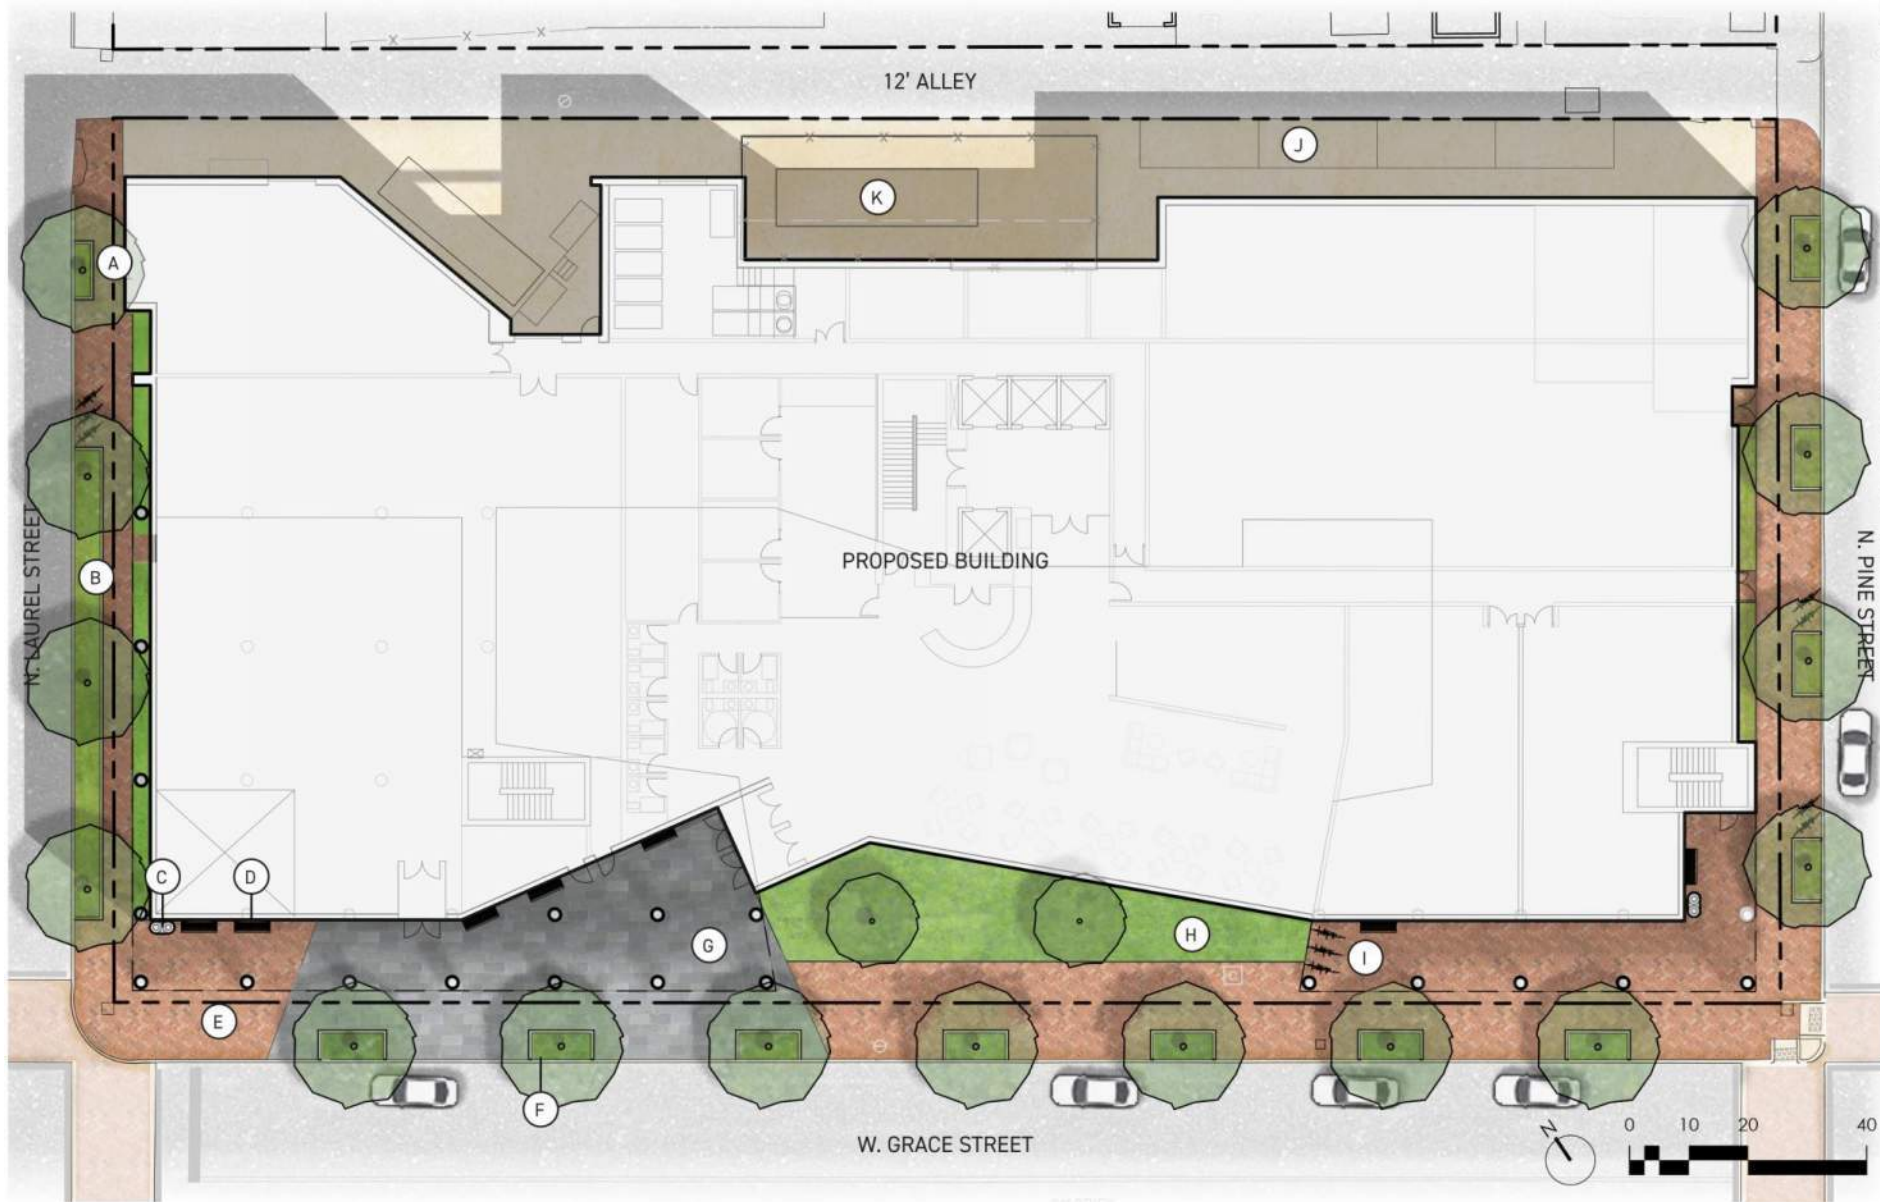 12' ALLEY
J
K
A
PROPOSED BUILDING
N. LAUREL STREET
B
N. PINE STREET
C
D
G
H
I
E
F
W. GRACE STREET
N
0 10 20 40